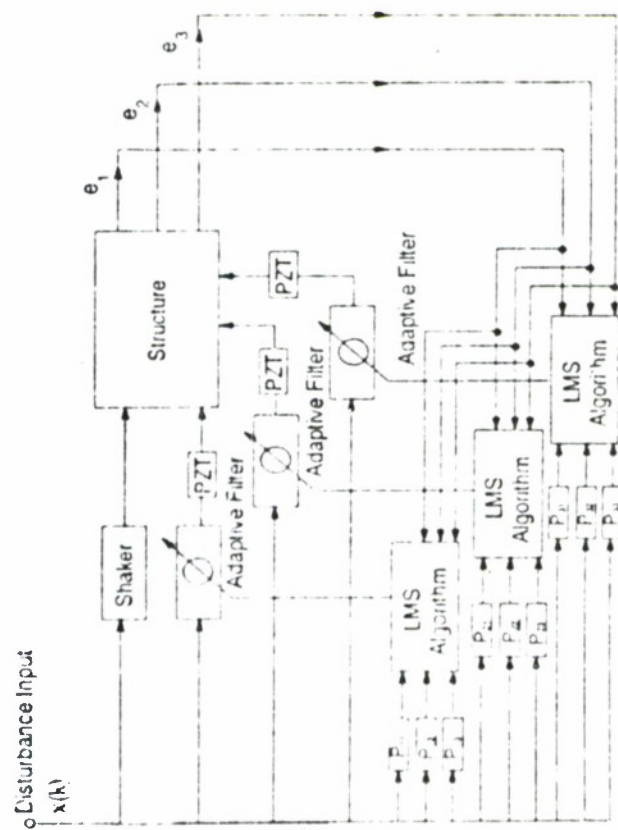 Disturbance Input
x(k)
Shaker
Structure
e1
e2
e3
PZT
Adaptive Filter
PZT
Adaptive Filter
PZT
Adaptive Filter
LMS
Algorithm
LMS
Algorithm
LMS
Algorithm